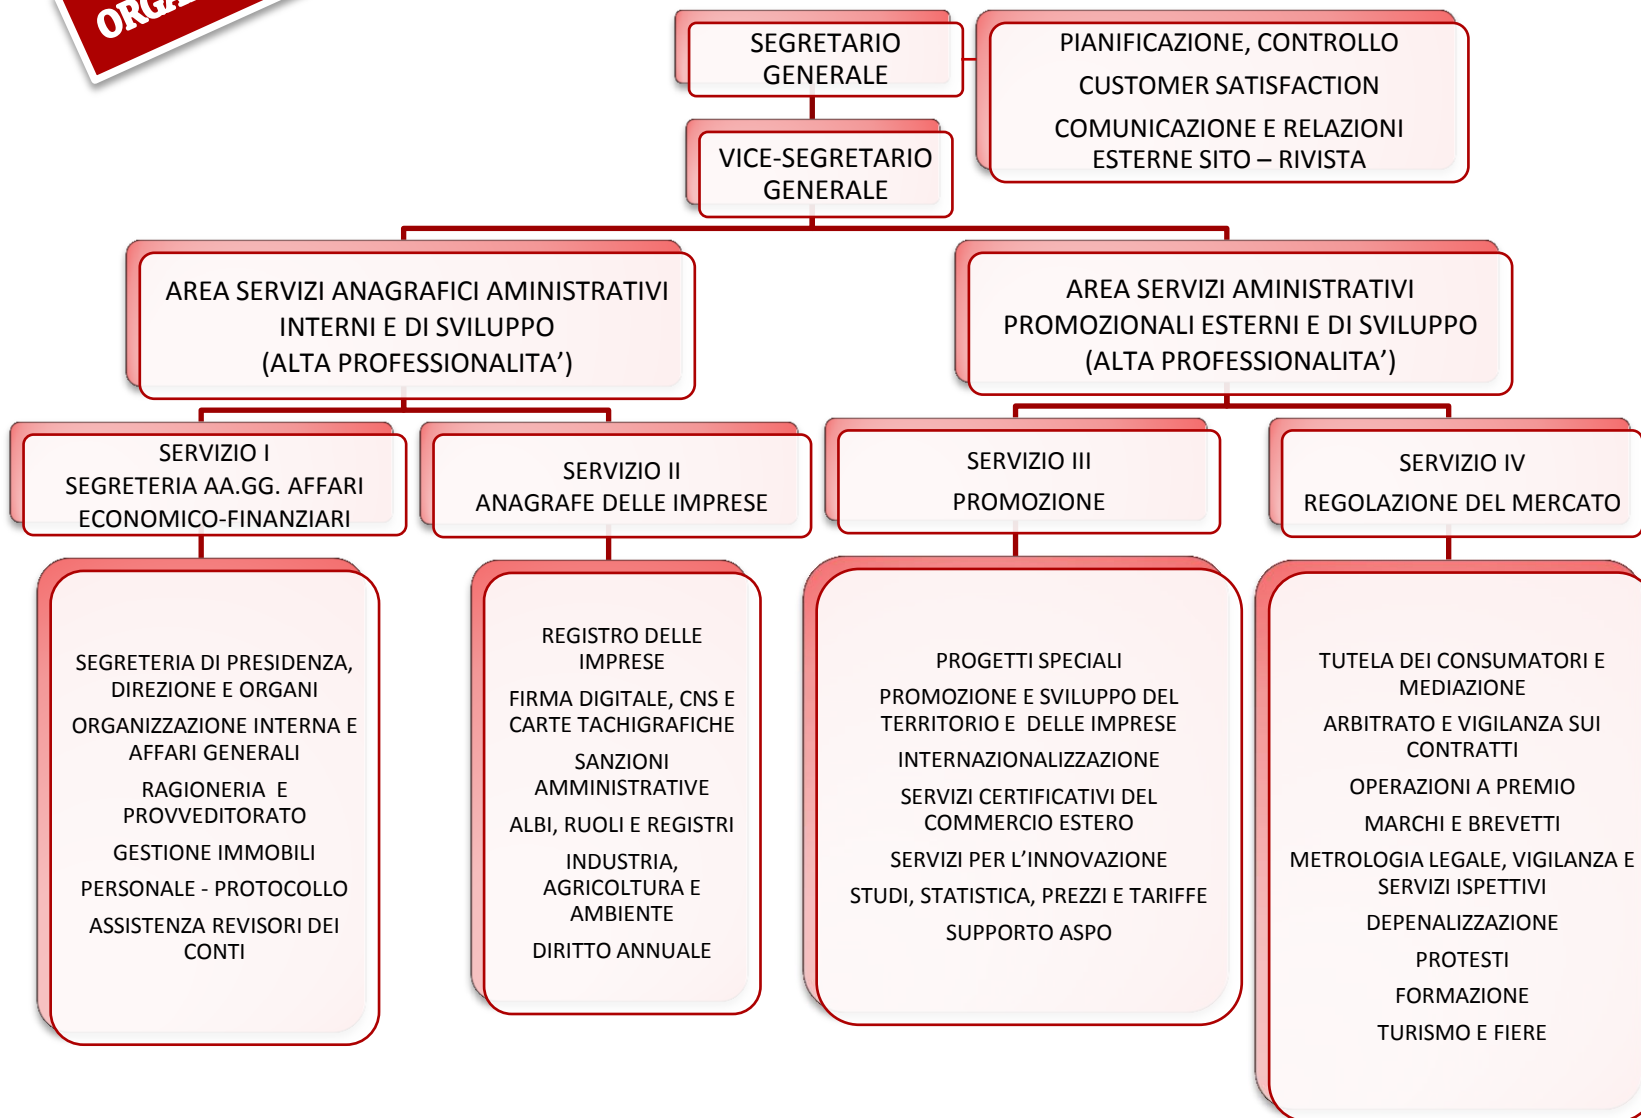 SEGRETARIO
GENERALE
PIANIFICAZIONE, CONTROLLO
CUSTOMER SATISFACTION
COMUNICAZIONE E RELAZIONI
ESTERNE SITO – RIVISTA
VICE-SEGRETARIO
GENERALE
AREA SERVIZI ANAGRAFICI AMINISTRATIVI
INTERNI E DI SVILUPPO
(ALTA PROFESSIONALITA’)
AREA SERVIZI AMINISTRATIVI
PROMOZIONALI ESTERNI E DI SVILUPPO
(ALTA PROFESSIONALITA’)
SERVIZIO I
SEGRETERIA AA.GG. AFFARI
ECONOMICO-FINANZIARI
SERVIZIO II
ANAGRAFE DELLE IMPRESE
SERVIZIO III
PROMOZIONE
SERVIZIO IV
REGOLAZIONE DEL MERCATO
SEGRETERIA DI PRESIDENZA,
DIREZIONE E ORGANI
ORGANIZZAZIONE INTERNA E
AFFARI GENERALI
RAGIONERIA E
PROVVEDITORATO
GESTIONE IMMOBILI
PERSONALE - PROTOCOLLO
ASSISTENZA REVISORI DEI
CONTI
REGISTRO DELLE
IMPRESE
FIRMA DIGITALE, CNS E
CARTE TACHIGRAFICHE
SANZIONI
AMMINISTRATIVE
ALBI, RUOLI E REGISTRI
INDUSTRIA,
AGRICOLTURA E
AMBIENTE
DIRITTO ANNUALE
PROGETTI SPECIALI
PROMOZIONE E SVILUPPO DEL
TERRITORIO E DELLE IMPRESE
INTERNAZIONALIZZAZIONE
SERVIZI CERTIFICATIVI DEL
COMMERCIO ESTERO
SERVIZI PER L’INNOVAZIONE
STUDI, STATISTICA, PREZZI E TARIFFE
SUPPORTO ASPO
TUTELA DEI CONSUMATORI E
MEDIAZIONE
ARBITRATO E VIGILANZA SUI
CONTRATTI
OPERAZIONI A PREMIO
MARCHI E BREVETTI
METROLOGIA LEGALE, VIGILANZA E
SERVIZI ISPETTIVI
DEPENALIZZAZIONE
PROTESTI
FORMAZIONE
TURISMO E FIERE